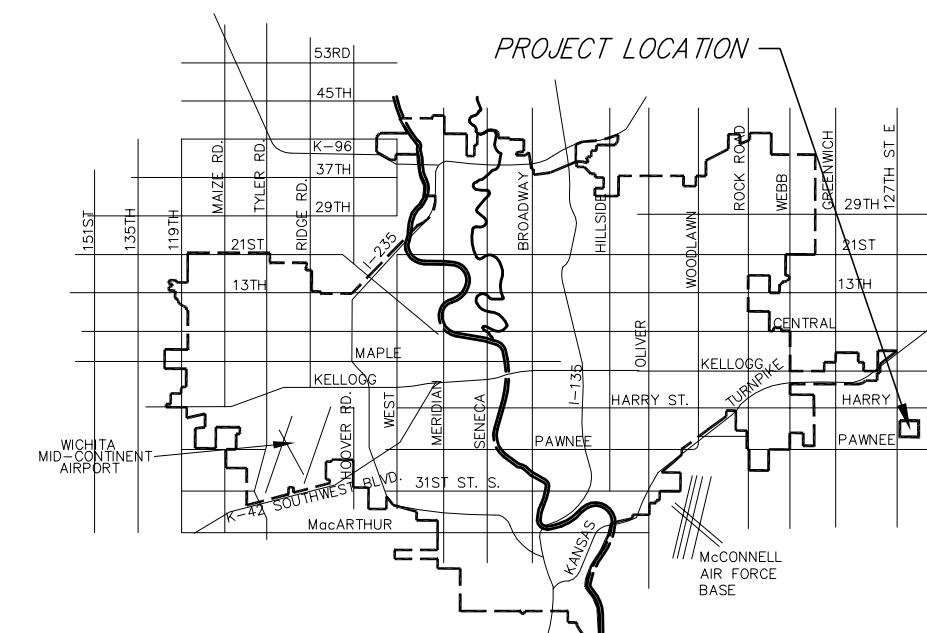 PROJECT LOCATION
53RD
45TH
K-96
37TH
29TH
MAIZE RD.
TYLER RD.
RIDGE RD.
151ST
135TH
119TH
21ST
13TH
I-235
BROADWAY
HILLSIDE
WOODLAWN
ROCK ROAD
WEBB
GREENWICH
127TH ST E
29TH
21ST
13TH
CENTRAL
MAPLE
KELLOGG
KELLOGG
OLIVER
I-135
TURNPIKE
HOOVER RD.
WEST
MERIDIAN
SENECA
HARRY ST.
HARRY
PAWNEE
PAWNEE
WICHITA
MID-CONTINENT
AIRPORT
K-42 SOUTHWEST BLVD.
31ST ST. S.
MacARTHUR
KANSAS
McCONNELL
AIR FORCE
BASE